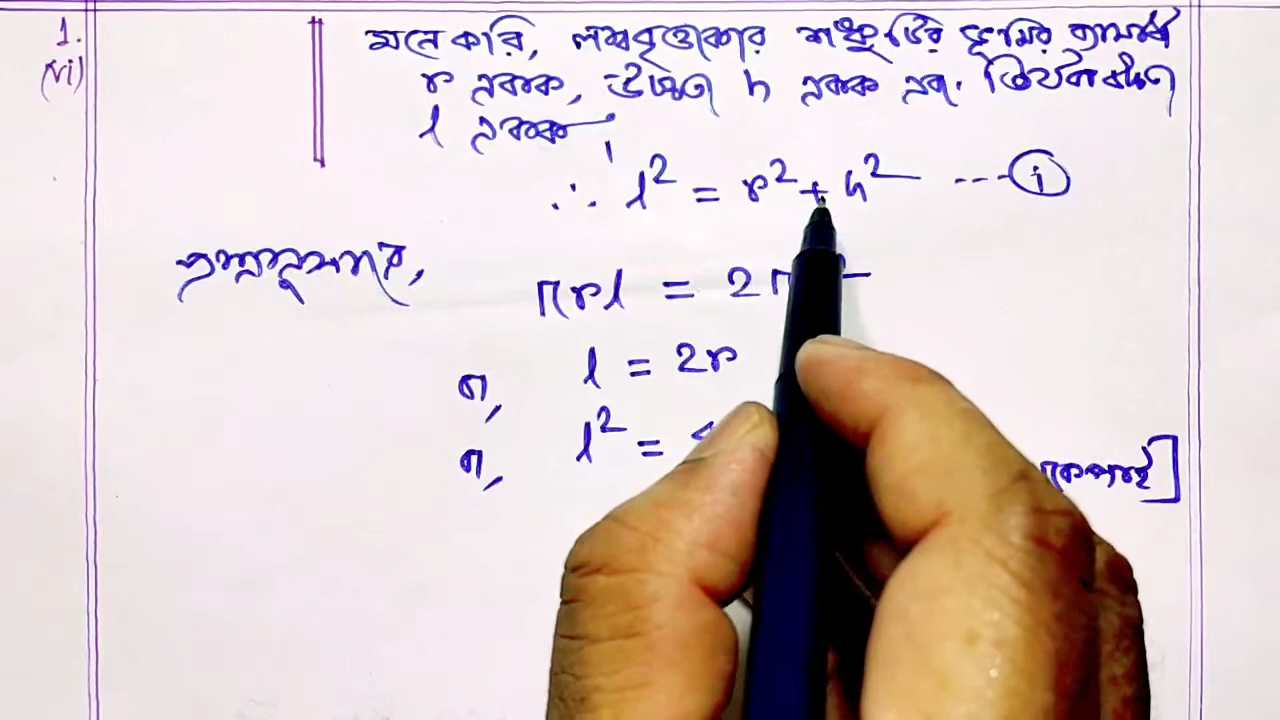 1.
(vi)
মনে করি, লম্ব বৃত্তাকার শঙ্কুটির ভূমির ব্যাসার্ধ
r একক, উচ্চতা h একক এবং তির্যক উচ্চতা
l একক।
∴ l² = r² + h² --- ⓘ
প্রশ্নানুসারে,
πrl = 2π
বা, l = 2r
বা, l² =
]